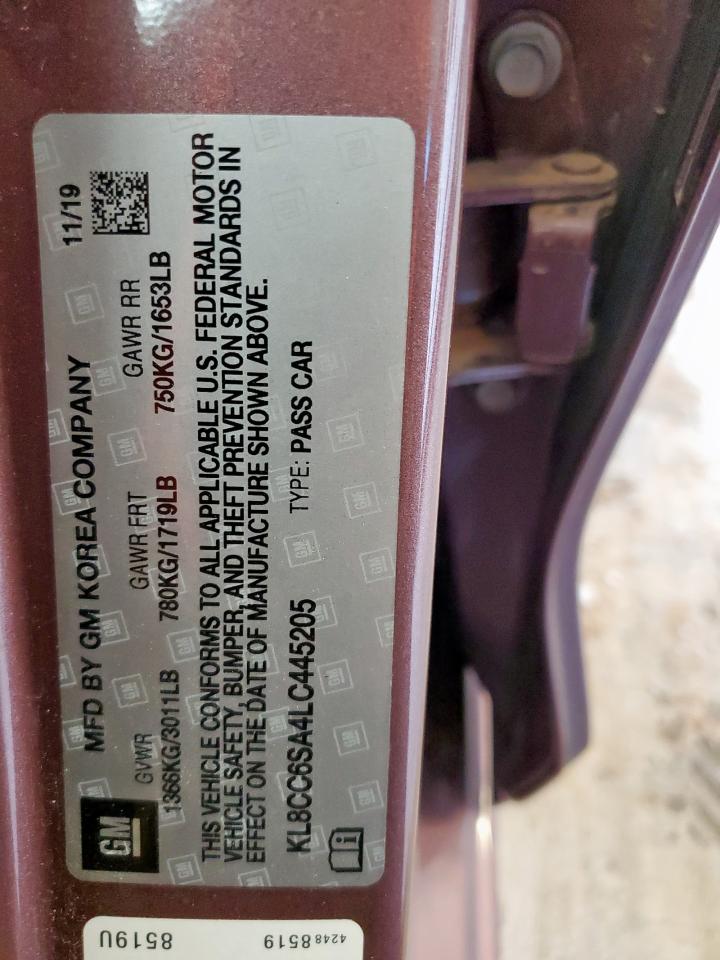 MFD BY GM KOREA COMPANY 11/19
GM
GVWR GAWR FRT GAWR RR
1366KG/3011LB 780KG/1719LB 750KG/1653LB
THIS VEHICLE CONFORMS TO ALL APPLICABLE U.S. FEDERAL MOTOR
VEHICLE SAFETY, BUMPER, AND THEFT PREVENTION STANDARDS IN
EFFECT ON THE DATE OF MANUFACTURE SHOWN ABOVE.
KL8CC6SA4LC445205 TYPE: PASS CAR
42488519
8519U